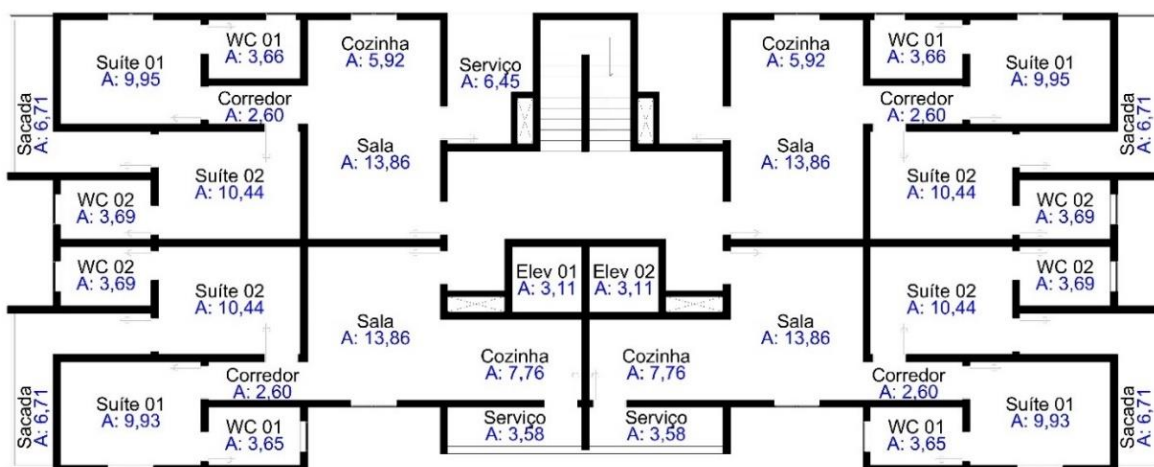 Suíte 01
A: 9,95
WC 01
A: 3,66
Cozinha
A: 5,92
Serviço
A: 6,45
Cozinha
A: 5,92
WC 01
A: 3,66
Suíte 01
A: 9,95
Sacada
A: 6,71
Corredor
A: 2,60
Corredor
A: 2,60
Sacada
A: 6,71
Suíte 02
A: 10,44
Sala
A: 13,86
Sala
A: 13,86
Suíte 02
A: 10,44
WC 02
A: 3,69
WC 02
A: 3,69
WC 02
A: 3,69
Suíte 02
A: 10,44
Elev 01
A: 3,11
Elev 02
A: 3,11
Suíte 02
A: 10,44
WC 02
A: 3,69
Sala
A: 13,86
Sala
A: 13,86
Cozinha
A: 7,76
Cozinha
A: 7,76
Sacada
A: 6,71
Corredor
A: 2,60
Corredor
A: 2,60
Sacada
A: 6,71
Suíte 01
A: 9,93
WC 01
A: 3,65
Serviço
A: 3,58
Serviço
A: 3,58
WC 01
A: 3,65
Suíte 01
A: 9,93